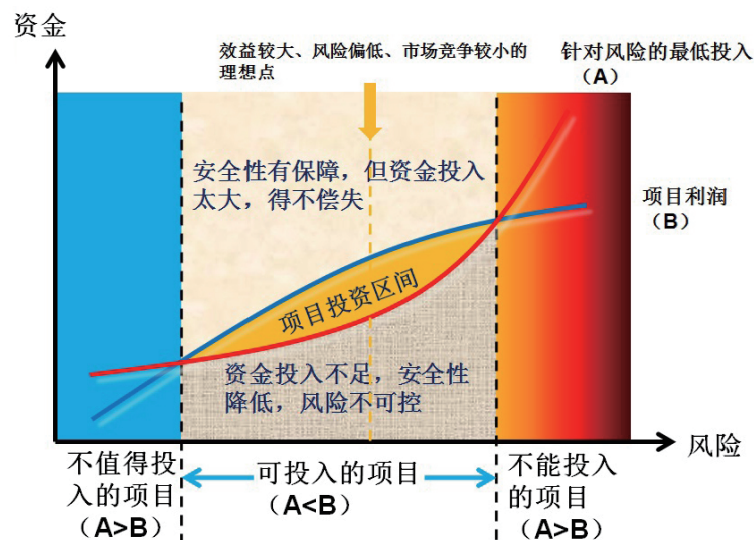 资金
效益较大、风险偏低、市场竞争较小的
理想点
针对风险的最低投入
（A）
安全性有保障，但资金投入
太大，得不偿失
项目利润
（B）
项目投资区间
资金投入不足，安全性
降低，风险不可控
风险
不值得投
入的项目
（A>B）
可投入的项目
（A<B）
不能投入
的项目
（A>B）